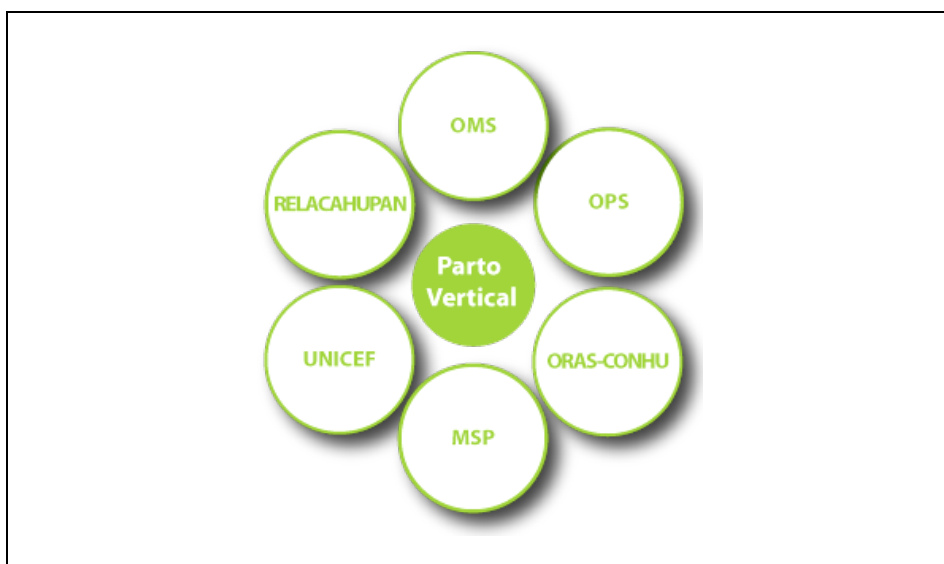 OMS
RELACAHUPAN
OPS
Parto
Vertical
UNICEF
ORAS-CONHU
MSP